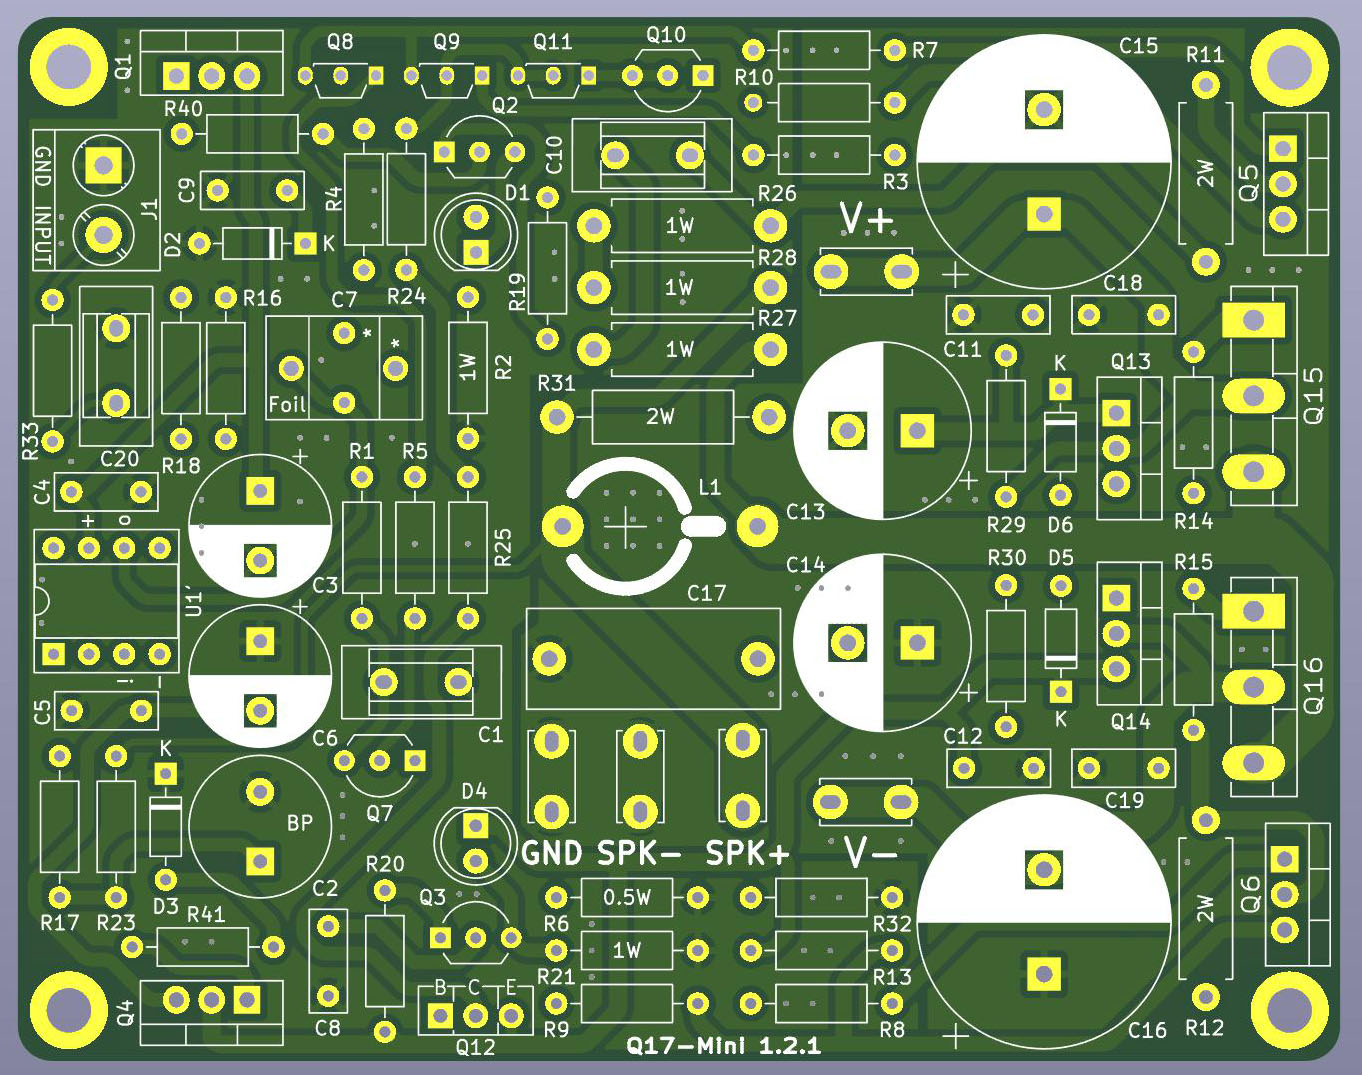 Q1
Q8
Q9
Q11
Q10
R7
C15
R11
R10
R40
Q2
GND INPUT
J1
C9
R4
C10
R3
2W
Q5
D1
R26
1W
V+
D2
K
R19
R28
1W
R16
C7
R24
C18
R27
1W
C11
K
Q13
Q15
*
*
Foil
1W
R2
R31
2W
R33
C20
R18
R1
R5
L1
C4
+ o
C13
R29
D6
R14
R25
C3
U1'
R30
D5
R15
C14
C17
Q16
! -
C5
C6
C1
K
Q14
K
C12
Q7
D4
BP
C19
GND SPK- SPK+ V-
R20
D3
C2
Q3
R17
R23
R41
0.5W
R6
R32
2W
Q6
1W
R21
R13
B C E
Q4
C8
Q12
R9
R8
C16
R12
Q17-Mini 1.2.1